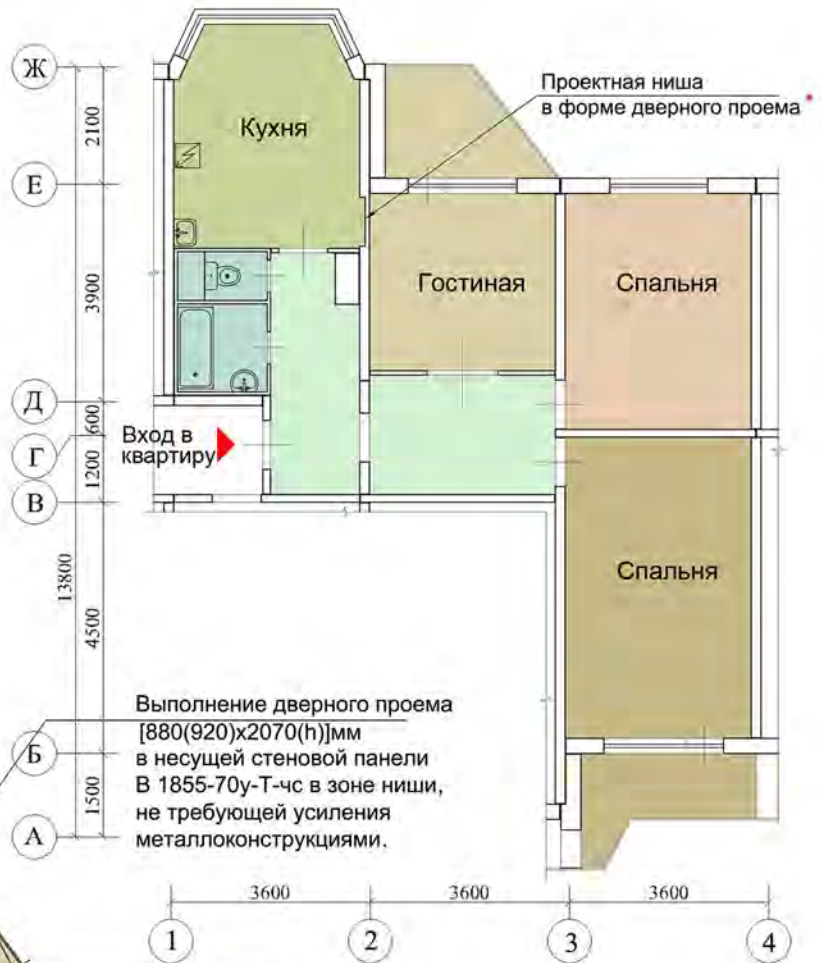 Ж
Е
Д
Г
В
Б
А
2100
3900
600
1200
4500
1500
13800
Кухня
Проектная ниша
в форме дверного проема
Гостиная
Спальня
Вход в
квартиру
Спальня
Выполнение дверного проема
[880(920)x2070(h)]мм
в несущей стеновой панели
В 1855-70у-Т-чс в зоне ниши,
не требующей усиления
металлоконструкциями.
3600
3600
3600
1
2
3
4